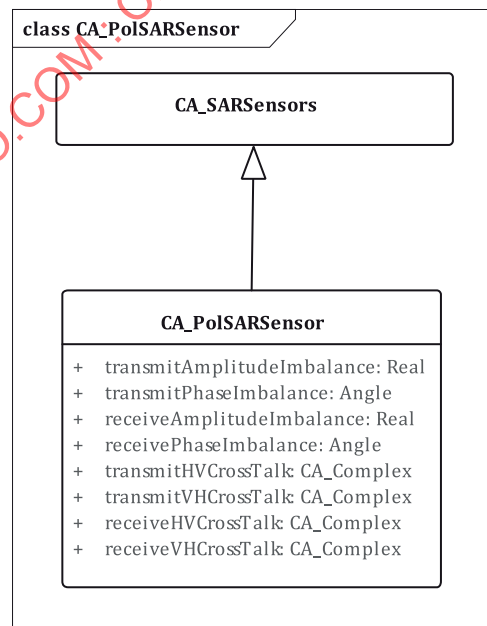 class CA_PolSARSensor
CA_SARSensors
CA_PolSARSensor
+ transmitAmplitudeImbalance: Real
+ transmitPhaseImbalance: Angle
+ receiveAmplitudeImbalance: Real
+ receivePhaseImbalance: Angle
+ transmitHVCrossTalk: CA_Complex
+ transmitVHCrossTalk: CA_Complex
+ receiveHVCrossTalk: CA_Complex
+ receiveVHCrossTalk: CA_Complex